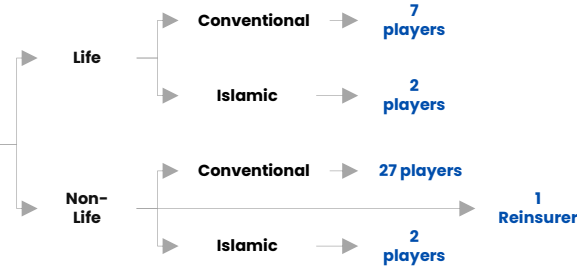 Conventional
7
players
Life
Islamic
2
players
Conventional
27 players
Non-
Life
1
Reinsurer
Islamic
2
players